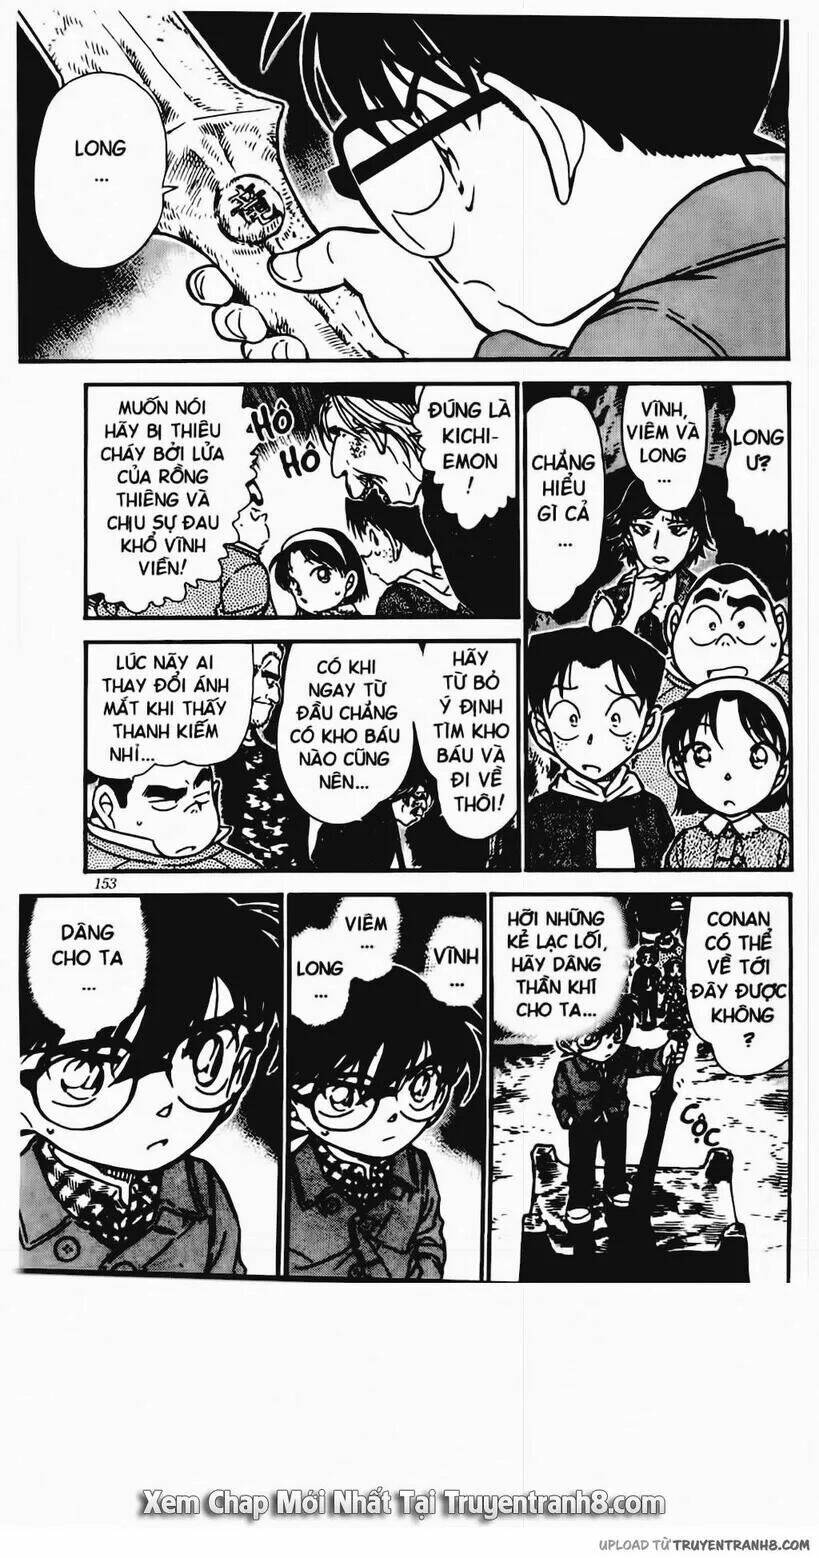 LONG
...
竜
LONG
Ư?
VĨNH,
VIÊM VÀ
LONG
...
CHẲNG
HIỂU
GÌ CẢ
...
ĐÚNG LÀ
KICHI-
EMON
!
HÔ
HÔ
MUỐN NÓI
HÃY BỊ THIÊU
CHÁY BỞI LỬA
CỦA RỒNG
THIÊNG VÀ
CHỊU SỰ ĐAU
KHỔ VĨNH
VIỄN!
HÃY
TỪ BỎ
Ý ĐỊNH
TÌM KHO
BÁU VÀ
ĐI VỀ
THÔI!
CÓ KHI
NGAY TỪ
ĐẦU CHẲNG
CÓ KHO BÁU
NÀO CŨNG
NÊN...
LÚC NÃY AI
THAY ĐỔI ÁNH
MẮT KHI THẤY
THANH KIẾM
NHỈ...
153
CONAN
CÓ THỂ
VỀ TỚI
ĐÂY ĐƯỢC
KHÔNG
?
HỠI NHỮNG
KẺ LẠC LỐI,
HÃY DÂNG
THẦN KHÍ
CHO TA...
CỘC
VĨNH
...
VIÊM
...
LONG
...
DÂNG
CHO TA
...
Xem Chap Mới Nhất Tại Truyentranh8.com
UPLOAD TỪ TRUYENTRANH8.COM